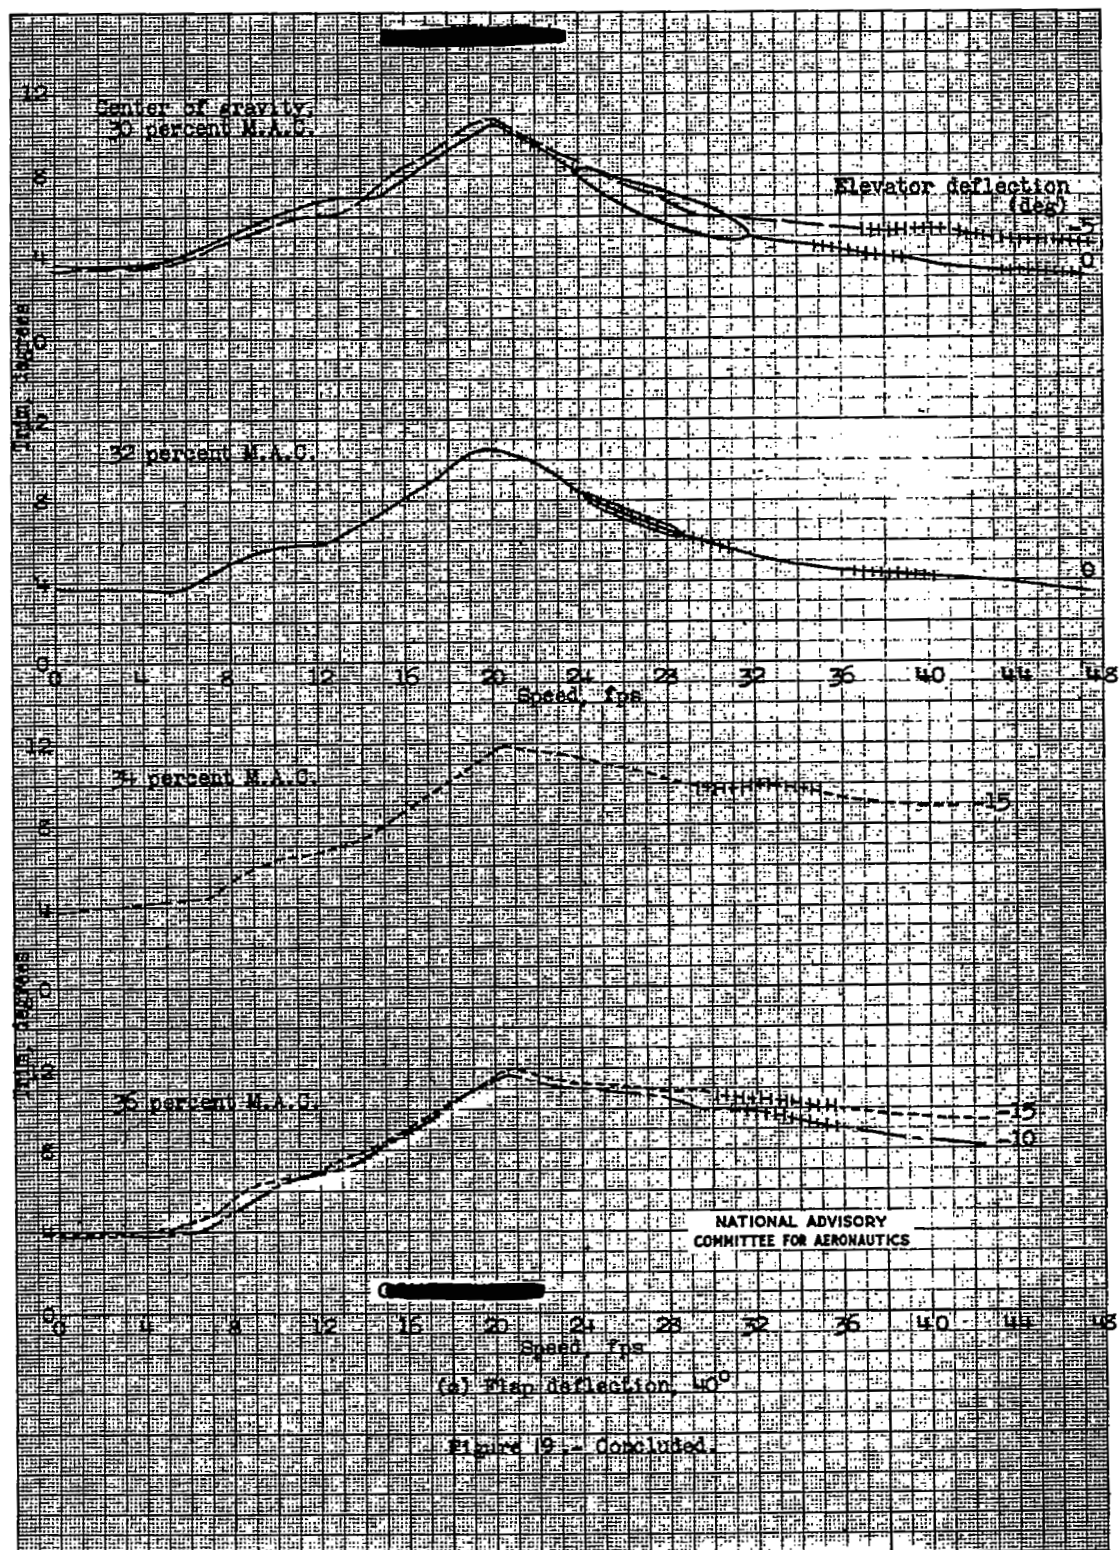 12
Center of gravity,
30 percent M.A.C.
8
Elevator deflection
(deg)
-5
4
0
0
Trim, degrees
12
32 percent M.A.C.
8
4
0
0
0 4 8 12 16 20 24 28 32 36 40 44 48
Speed, fps
12
34 percent M.A.C.
-15
8
4
0
Trim, degrees
12
36 percent M.A.C.
-15
-10
8
4
NATIONAL ADVISORY
COMMITTEE FOR AERONAUTICS
0
0 4 8 12 16 20 24 28 32 36 40 44 48
Speed, fps
Flap deflection, 40°
Figure 19.- Concluded.